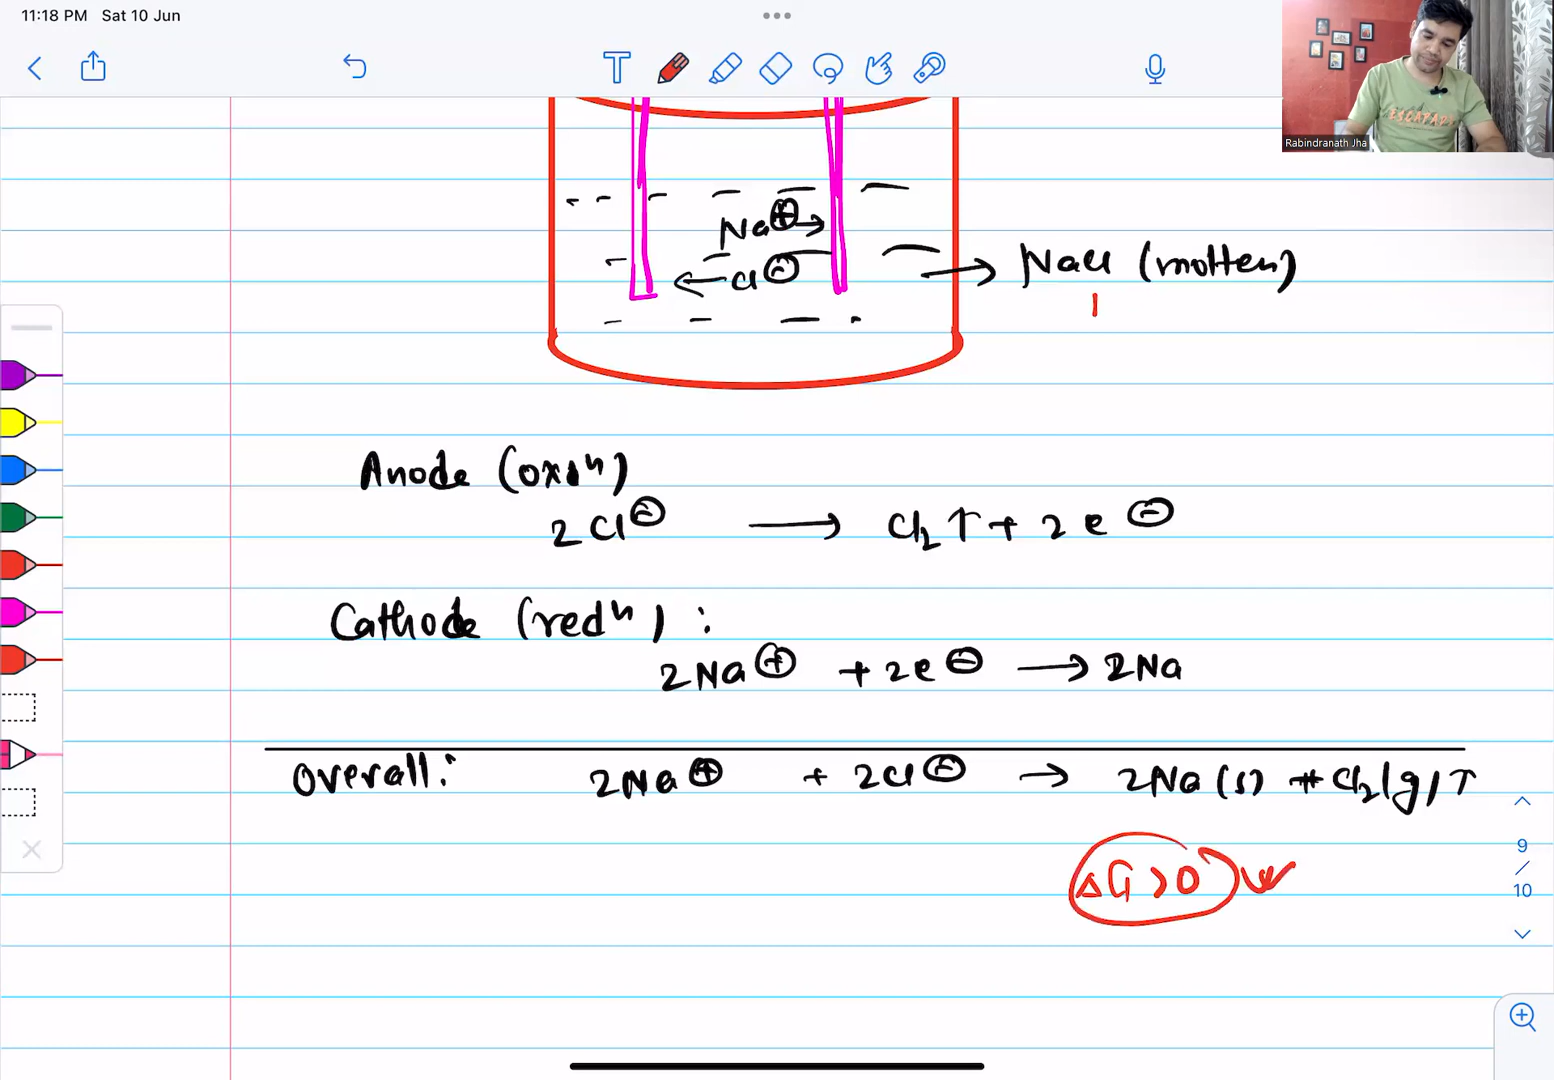 11:18 PM Sat 10 Jun
ESCAPADE
Rabindranath Jha
Na⊕ →
← Cl⊖
→ NaCl (molten)
Anode (oxiⁿ)
2Cl⊖ → Cl₂↑ + 2e⊖
Cathode (redⁿ) :
2Na⊕ + 2e⊖ → 2Na
Overall: 2Na⊕ + 2Cl⊖ → 2Na(s) + Cl₂(g)↑
ΔG > 0
9
/
10